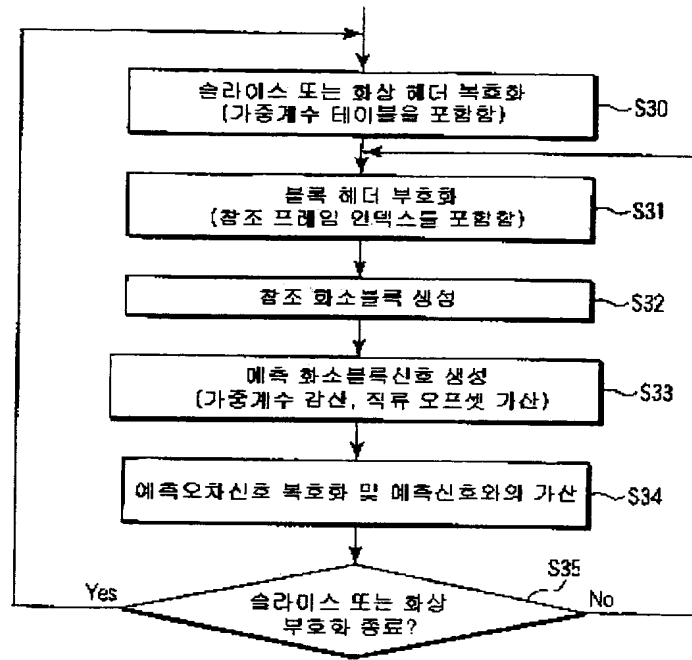 슬라이스 또는 화상 헤더 복호화
(가중계수 테이블을 포함함)
S30
블록 헤더 부호화
(참조 프레임 인덱스를 포함함)
S31
참조 화소블록 생성
S32
예측 화소블록신호 생성
(가중계수 감산, 직류 오프셋 가산)
S33
예측오차신호 복호화 및 예측신호와의 가산
S34
S35
Yes
슬라이스 또는 화상
부호화 종료?
No